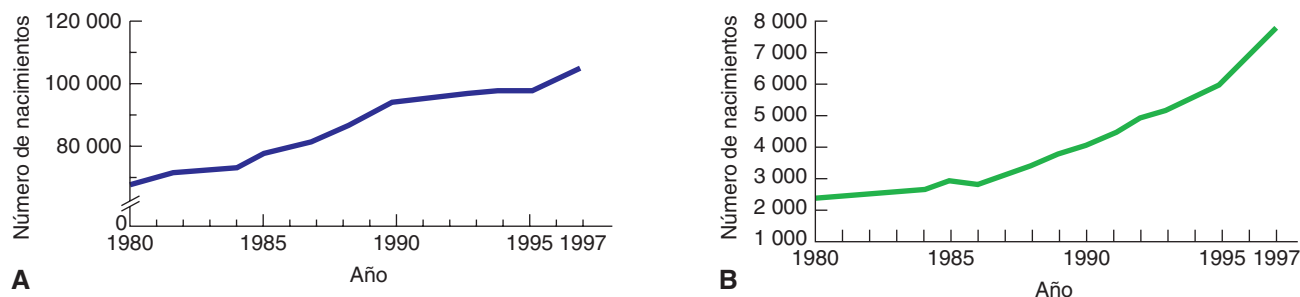 Número de nacimientos
120 000
100 000
80 000
0
1980 1985 1990 1995 1997
Año
A
Número de nacimientos
8 000
7 000
6 000
5 000
4 000
3 000
2 000
1 000
1980 1985 1990 1995 1997
Año
B